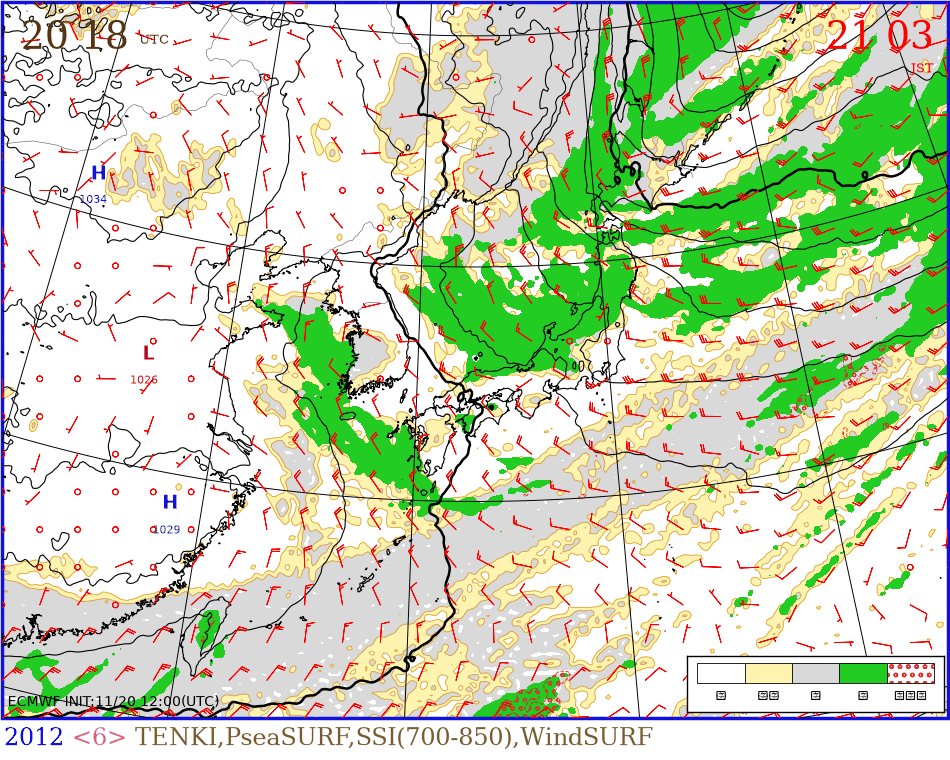 20 18 UTC 21 03
JST
H
1034
L
1026
H
1029
ECMWF INIT:11/20 12:00(UTC)
2012 <6> TENKI,PseaSURF,SSI(700-850),WindSURF